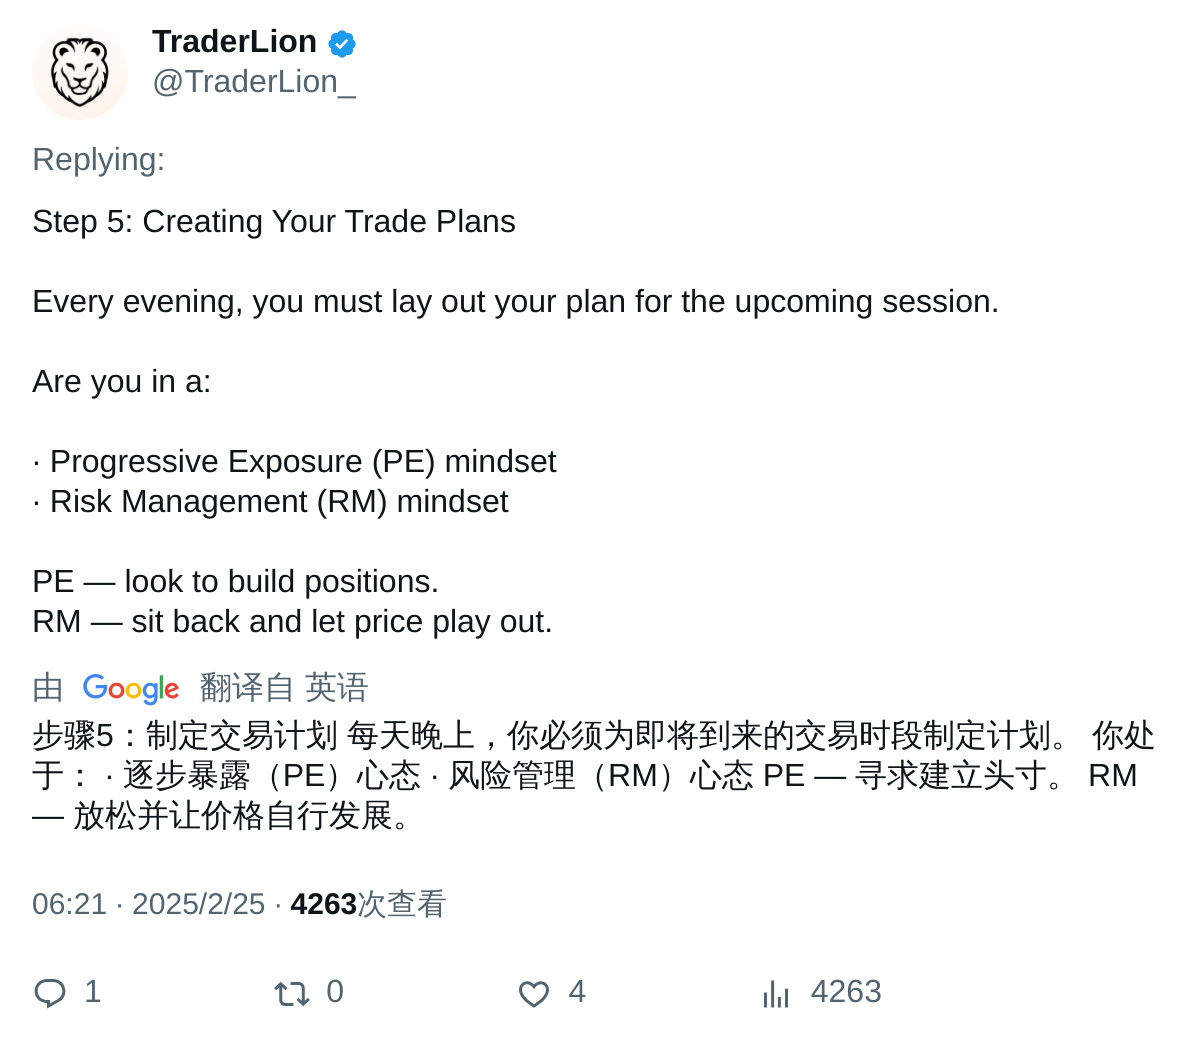 TraderLion
@TraderLion_
Replying:
Step 5: Creating Your Trade Plans
Every evening, you must lay out your plan for the upcoming session.
Are you in a:
· Progressive Exposure (PE) mindset
· Risk Management (RM) mindset
PE — look to build positions.
RM — sit back and let price play out.
由 Google 翻译自 英语
步骤5：制定交易计划 每天晚上，你必须为即将到来的交易时段制定计划。 你处
于： · 逐步暴露（PE）心态 · 风险管理（RM）心态 PE — 寻求建立头寸。 RM
— 放松并让价格自行发展。
06:21 · 2025/2/25 · 4263次查看
1 0 4 4263